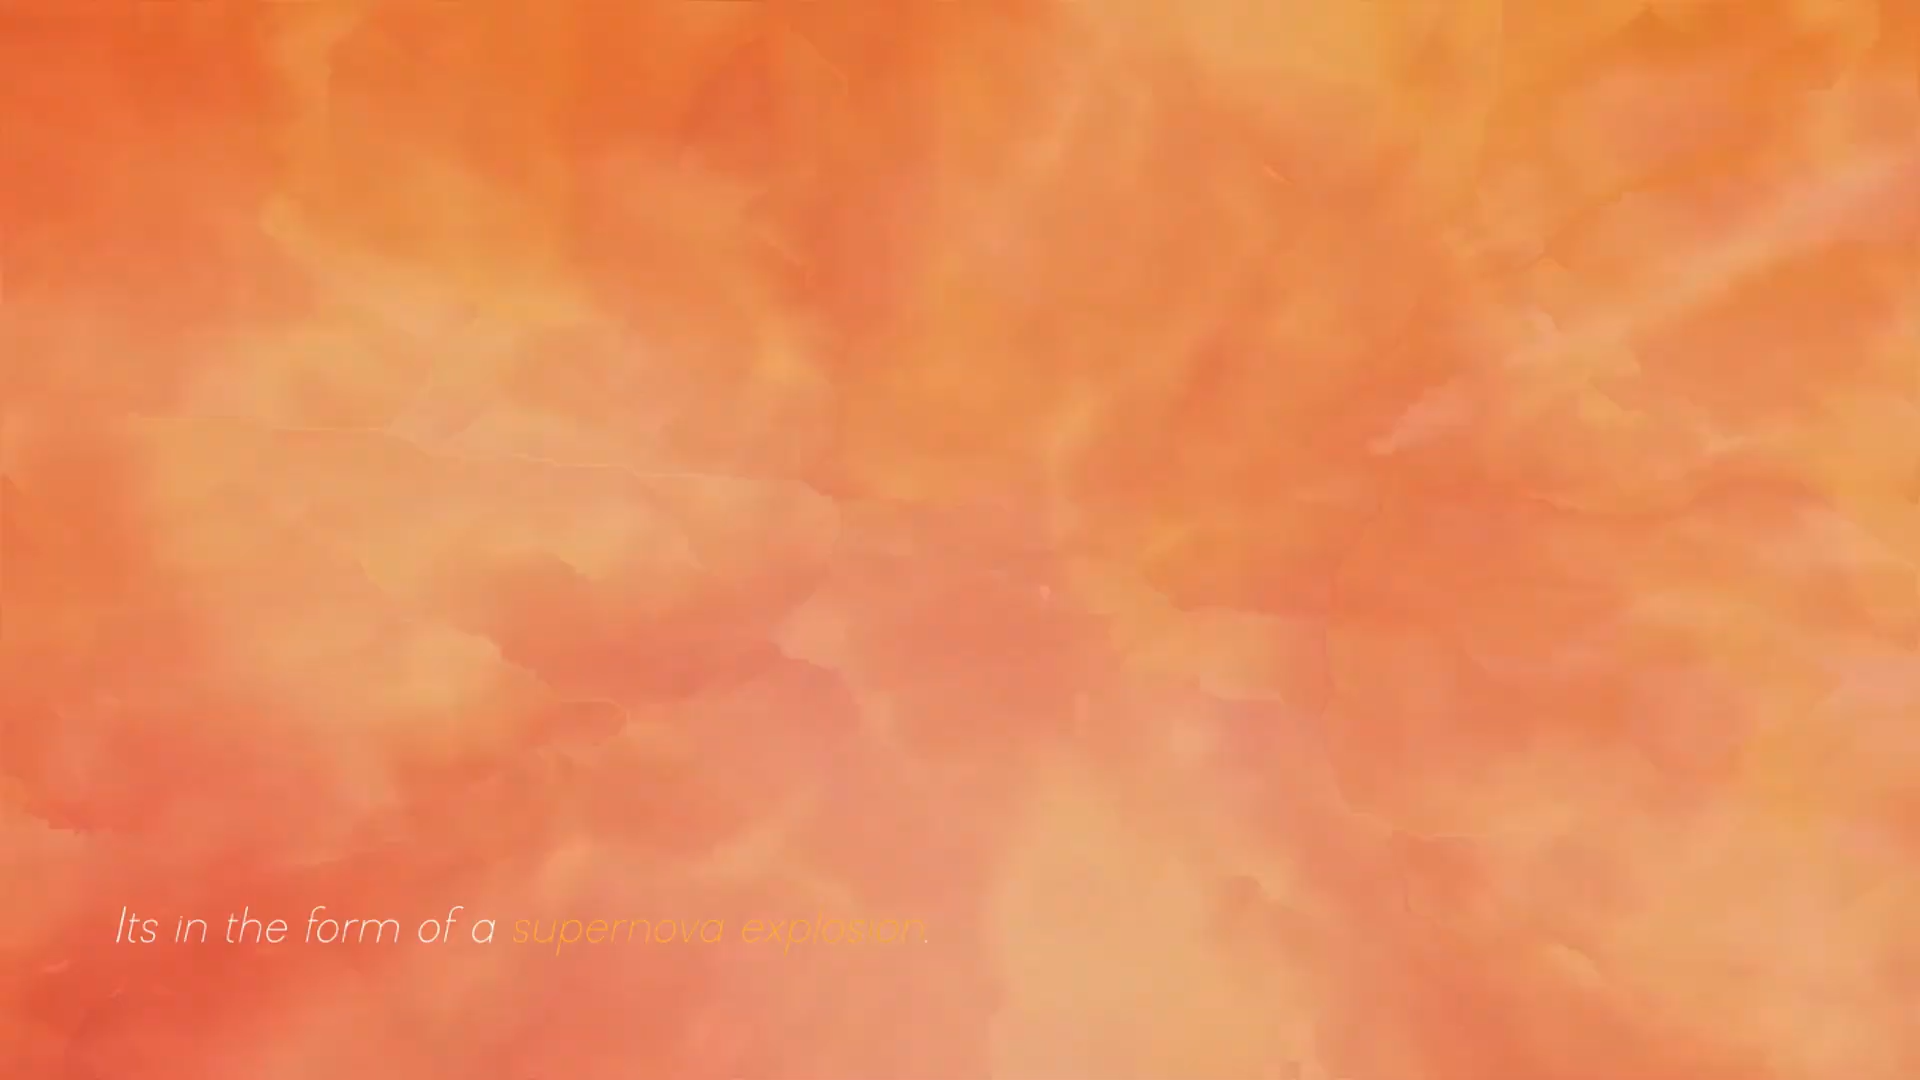 Its in the form of a supernova explosion.